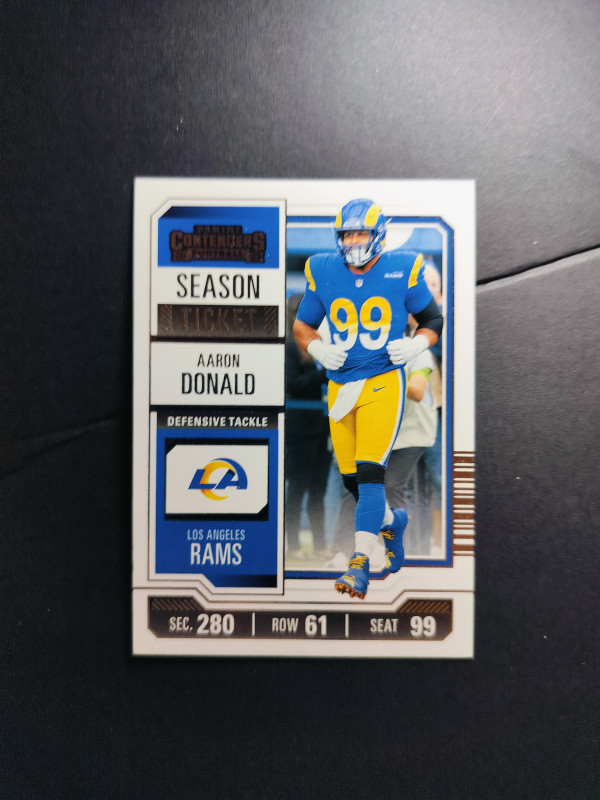 PANINI
CONTENDERS
FOOTBALL
SEASON
TICKET
AARON
DONALD
DEFENSIVE TACKLE
LA
LOS ANGELES
RAMS
99
SEC. 280 | ROW 61 | SEAT 99